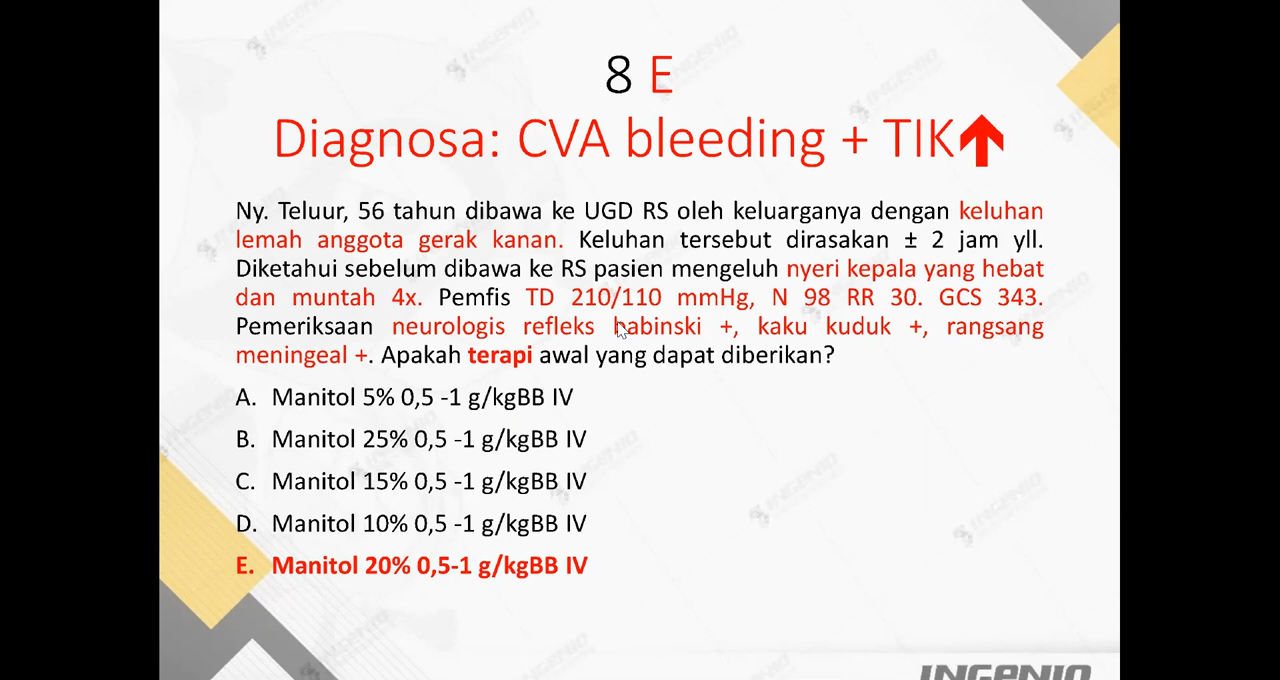 8 E
Diagnosa: CVA bleeding + TIK
Ny. Teluur, 56 tahun dibawa ke UGD RS oleh keluarganya dengan keluhan
lemah anggota gerak kanan. Keluhan tersebut dirasakan ± 2 jam yll.
Diketahui sebelum dibawa ke RS pasien mengeluh nyeri kepala yang hebat
dan muntah 4x. Pemfis TD 210/110 mmHg, N 98 RR 30. GCS 343.
Pemeriksaan neurologis refleks babinski +, kaku kuduk +, rangsang
meningeal +. Apakah terapi awal yang dapat diberikan?
A. Manitol 5% 0,5 -1 g/kgBB IV
B. Manitol 25% 0,5 -1 g/kgBB IV
C. Manitol 15% 0,5 -1 g/kgBB IV
D. Manitol 10% 0,5 -1 g/kgBB IV
E. Manitol 20% 0,5-1 g/kgBB IV
INGENIO